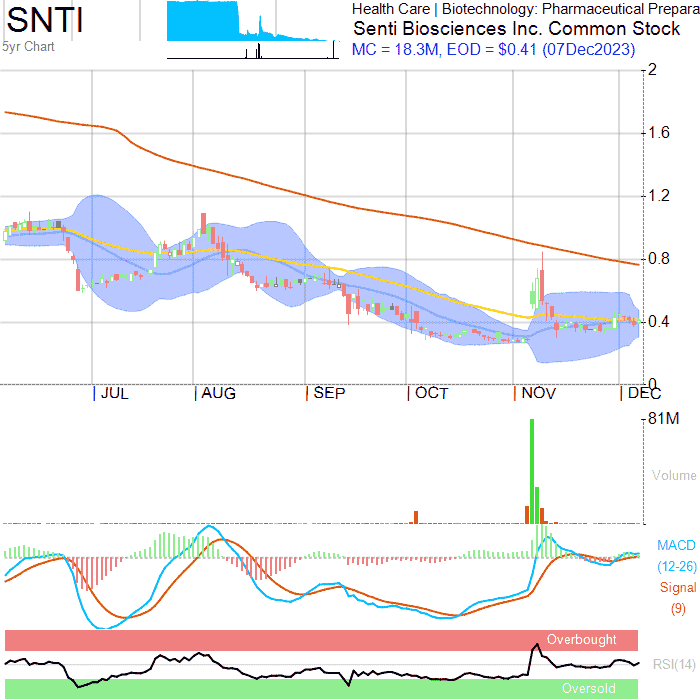 SNTI
5yr Chart
Health Care | Biotechnology: Pharmaceutical Prepara
Senti Biosciences Inc. Common Stock
MC = 18.3M, EOD = $0.41 (07Dec2023)
2
1.6
1.2
0.8
0.4
0
JUL AUG SEP OCT NOV DEC
81M
Volume
MACD
(12-26)
Signal
(9)
Overbought
RSI(14)
Oversold